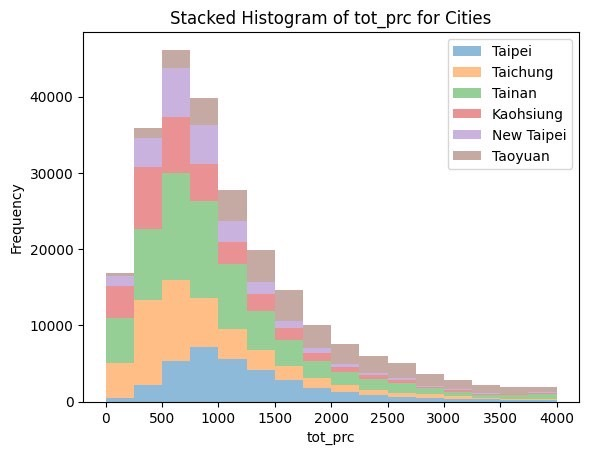 Stacked Histogram of tot_prc for Cities
Taipei
Taichung
Tainan
Kaohsiung
New Taipei
Taoyuan
Frequency
40000
30000
20000
10000
0
0 500 1000 1500 2000 2500 3000 3500 4000
tot_prc